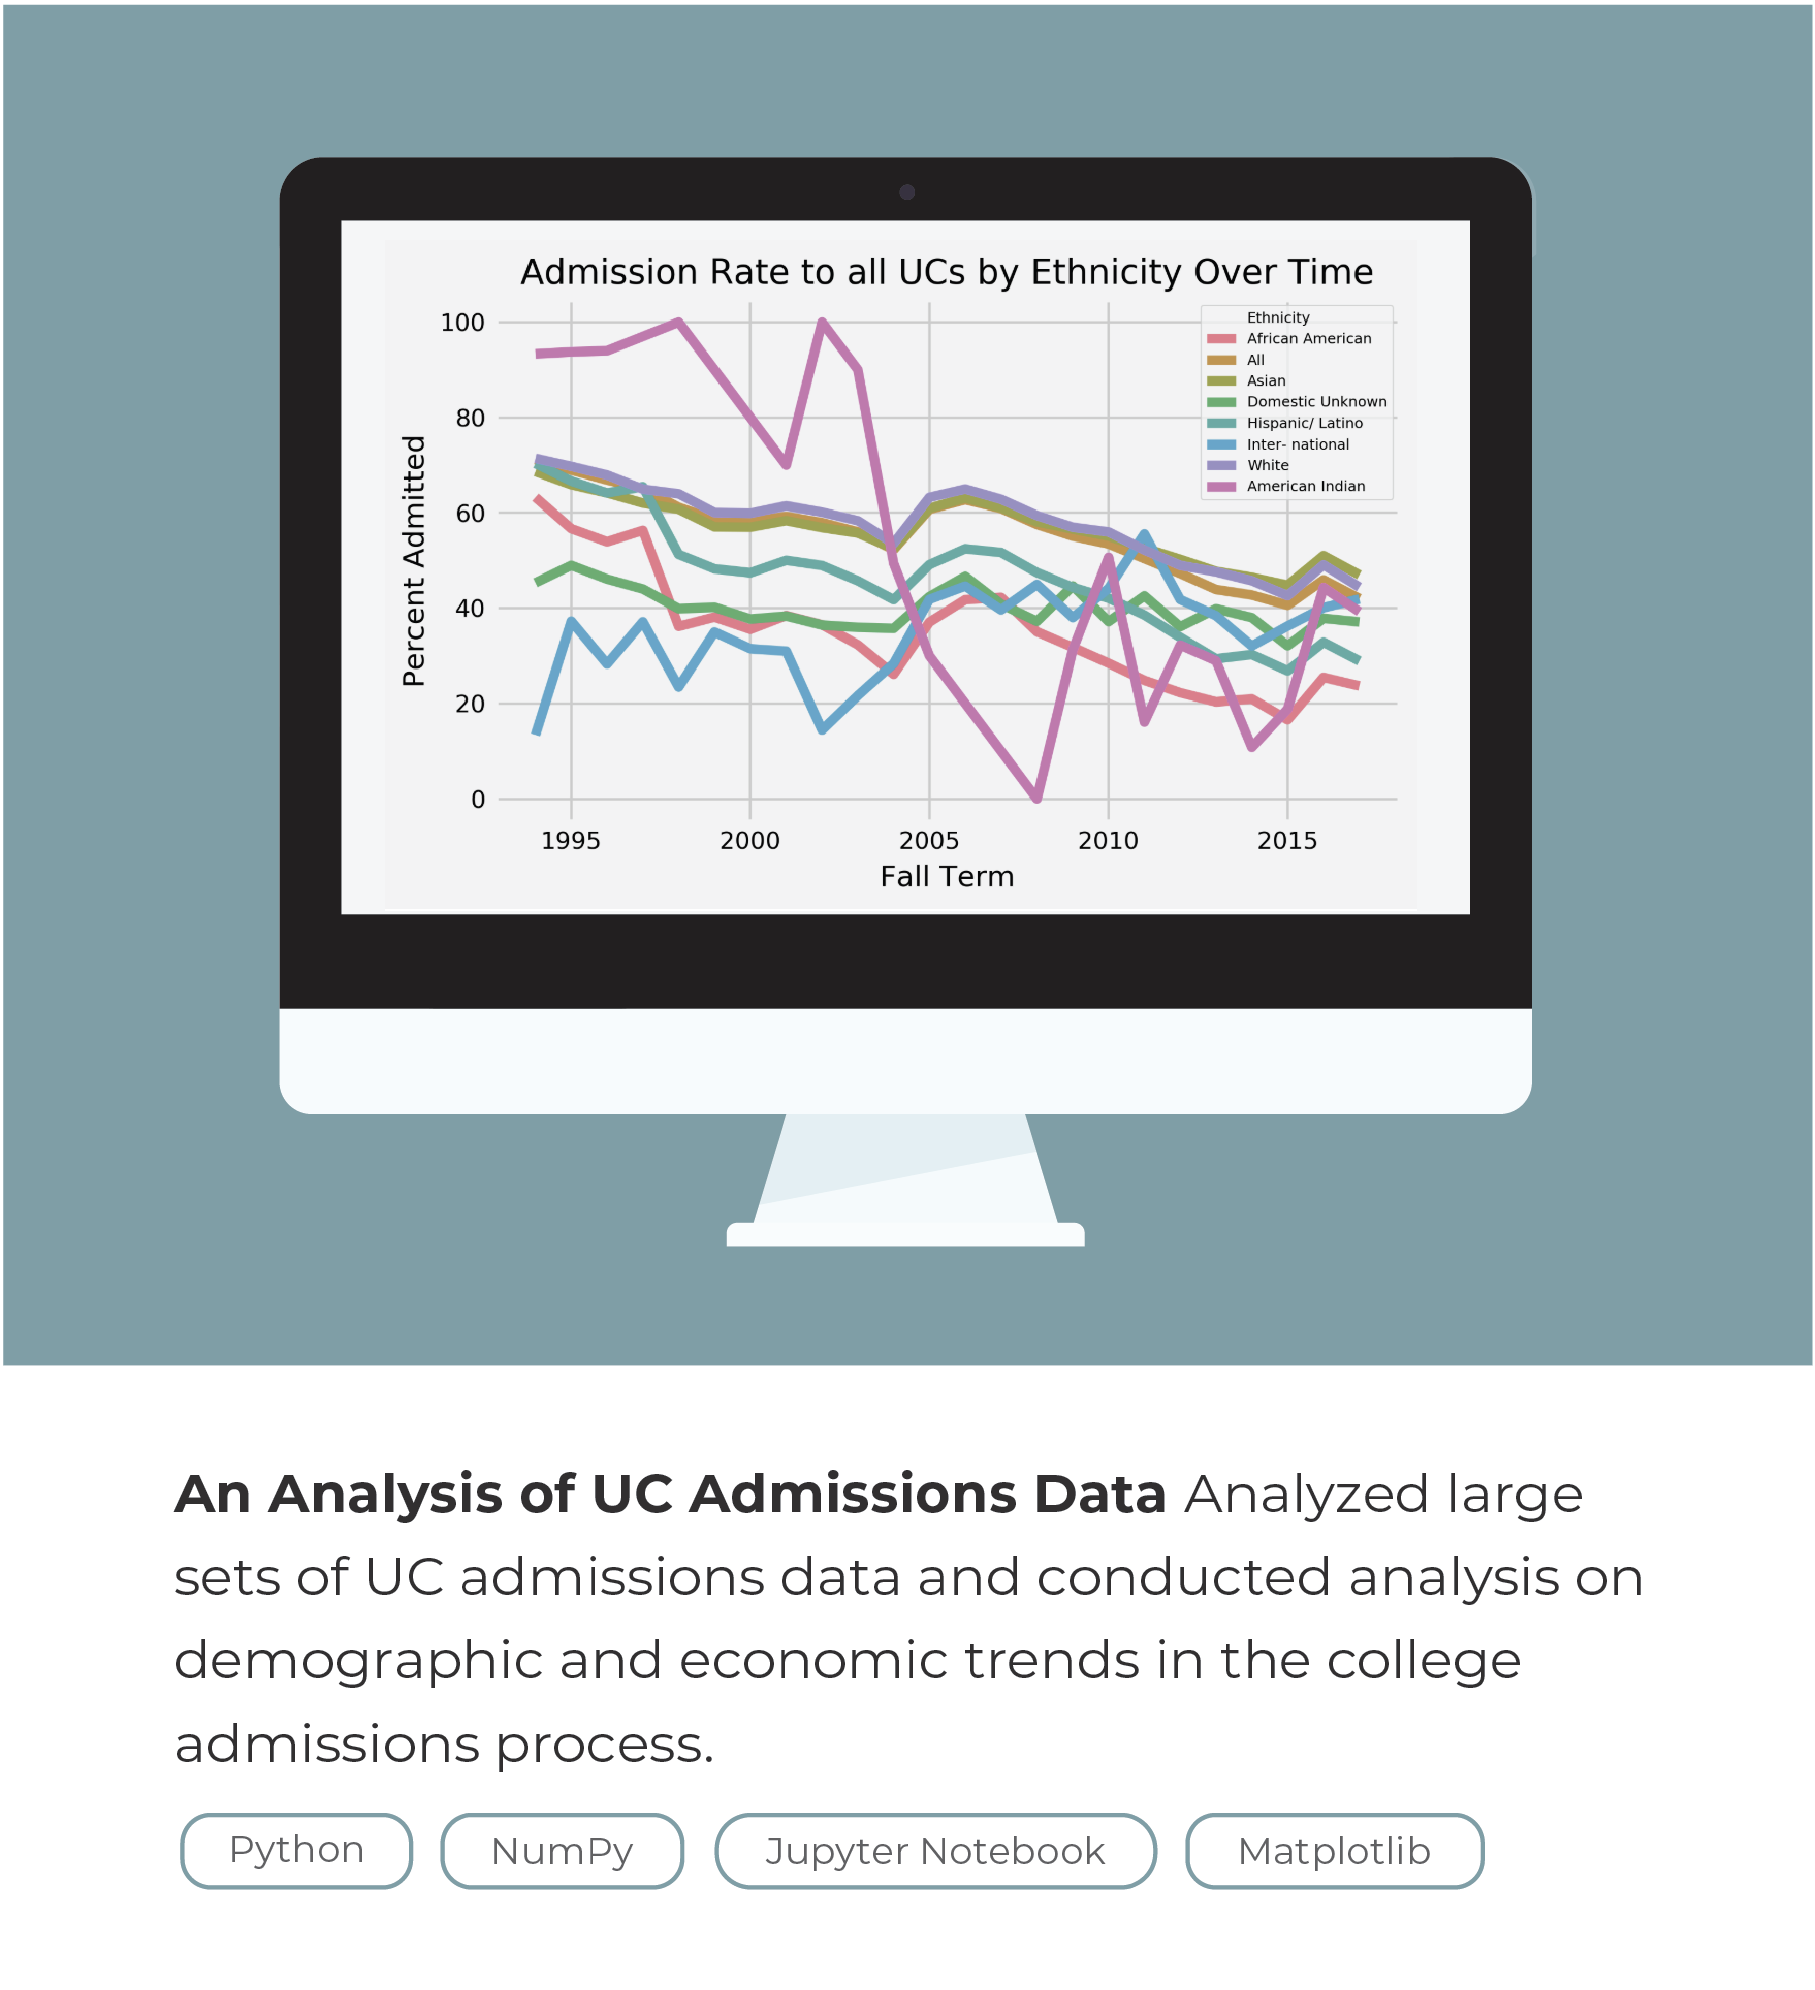 Admission Rate to all UCs by Ethnicity Over Time
Ethnicity
African American
All
Asian
Domestic Unknown
Hispanic/ Latino
Inter- national
White
American Indian
100
80
60
40
20
0
Percent Admitted
1995 2000 2005 2010 2015
Fall Term
An Analysis of UC Admissions Data Analyzed large
sets of UC admissions data and conducted analysis on
demographic and economic trends in the college
admissions process.
Python NumPy Jupyter Notebook Matplotlib